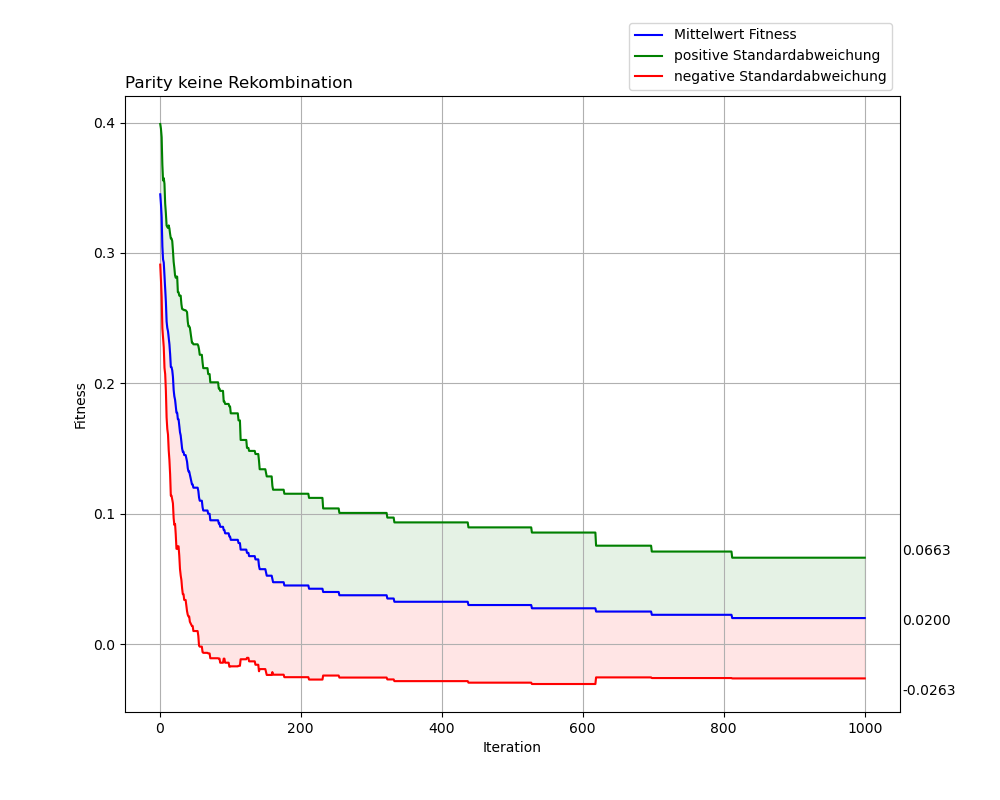 Mittelwert Fitness
positive Standardabweichung
negative Standardabweichung
Parity keine Rekombination
0.4
0.3
0.2
0.1
0.0
Fitness
0.0663
0.0200
-0.0263
0 200 400 600 800 1000
Iteration